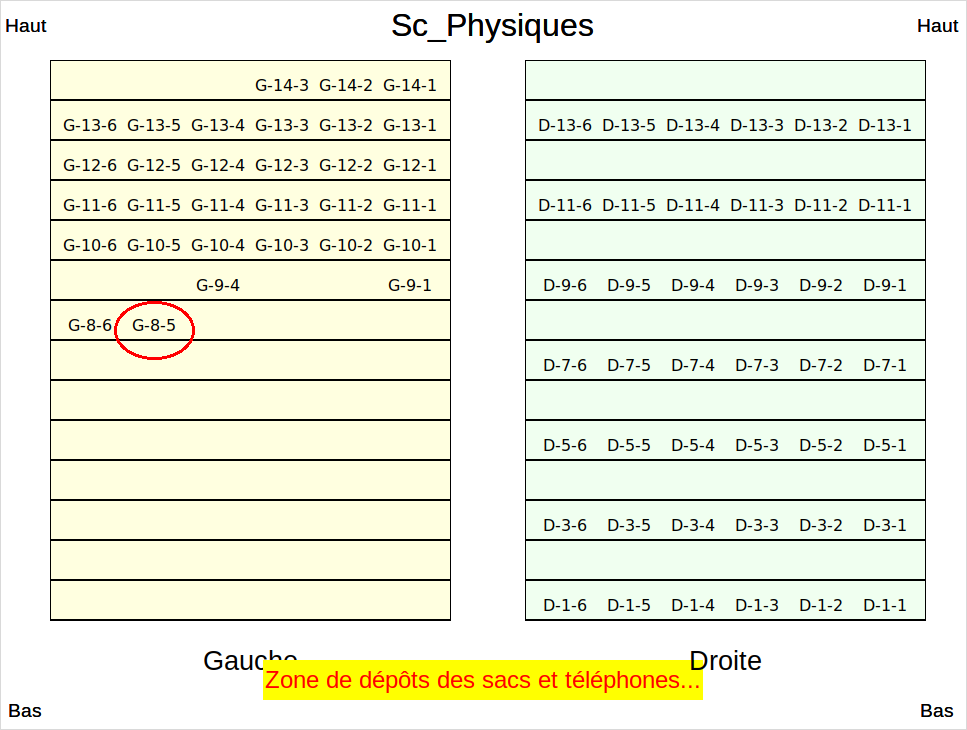 Sc_Physiques
Haut
Haut
G-14-3 G-14-2 G-14-1
G-13-6 G-13-5 G-13-4 G-13-3 G-13-2 G-13-1
G-12-6 G-12-5 G-12-4 G-12-3 G-12-2 G-12-1
G-11-6 G-11-5 G-11-4 G-11-3 G-11-2 G-11-1
G-10-6 G-10-5 G-10-4 G-10-3 G-10-2 G-10-1
G-9-4 G-9-1
G-8-6 G-8-5
D-13-6 D-13-5 D-13-4 D-13-3 D-13-2 D-13-1
D-11-6 D-11-5 D-11-4 D-11-3 D-11-2 D-11-1
D-9-6 D-9-5 D-9-4 D-9-3 D-9-2 D-9-1
D-7-6 D-7-5 D-7-4 D-7-3 D-7-2 D-7-1
D-5-6 D-5-5 D-5-4 D-5-3 D-5-2 D-5-1
D-3-6 D-3-5 D-3-4 D-3-3 D-3-2 D-3-1
D-1-6 D-1-5 D-1-4 D-1-3 D-1-2 D-1-1
Gauche
Droite
Zone de dépôts des sacs et téléphones...
Bas
Bas